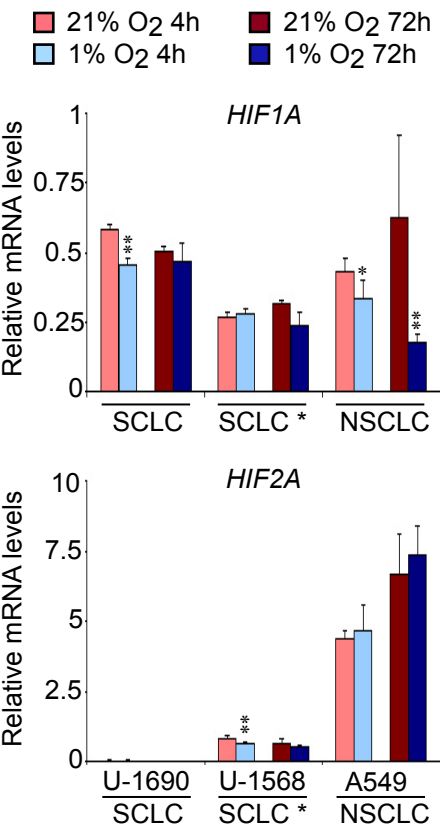 21% O2 4h 21% O2 72h
1% O2 4h 1% O2 72h
HIF1A
Relative mRNA levels
1
0.75
0.5
0.25
0
**
*
**
SCLC SCLC * NSCLC
HIF2A
Relative mRNA levels
10
7.5
5
2.5
0
**
U-1690 U-1568 A549
SCLC SCLC * NSCLC